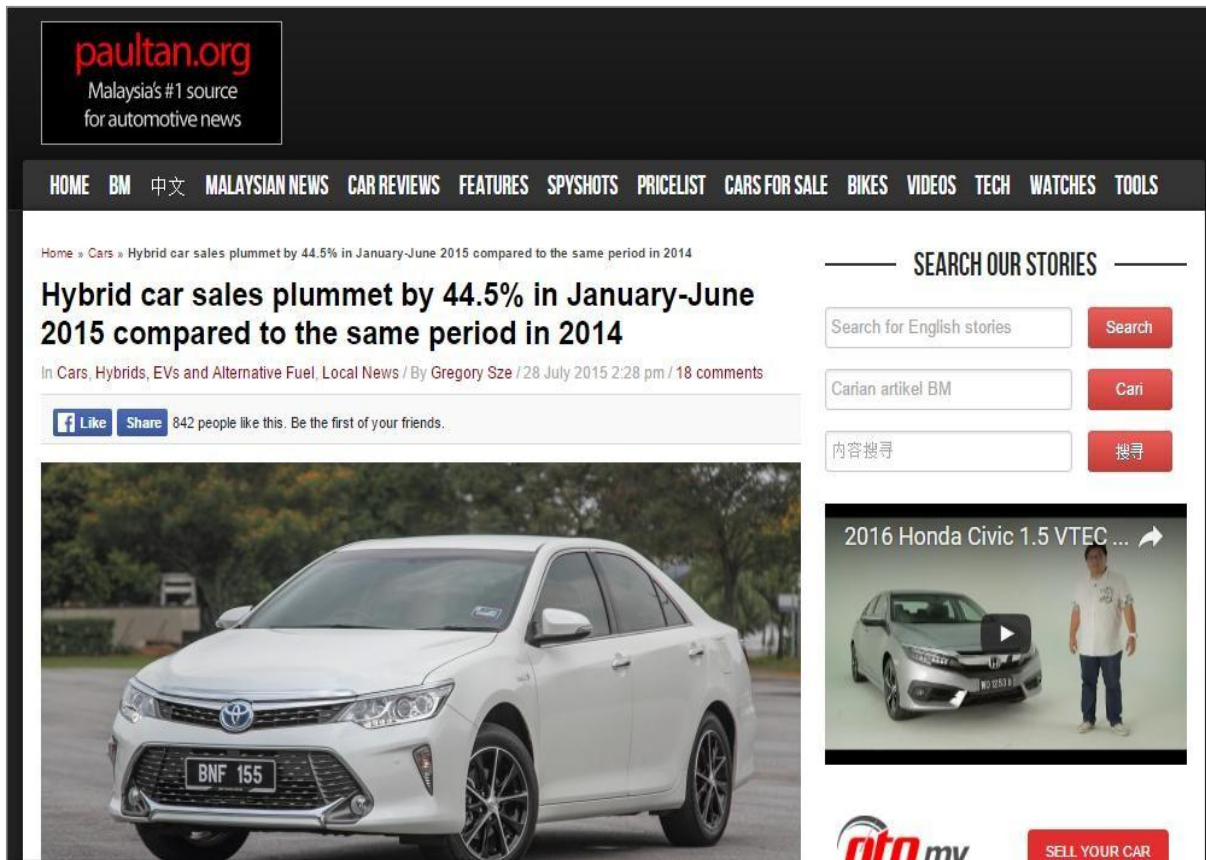 paultan.org
Malaysia's #1 source
for automotive news
HOME BM 中文 MALAYSIAN NEWS CAR REVIEWS FEATURES SPYSHOTS PRICELIST CARS FOR SALE BIKES VIDEOS TECH WATCHES TOOLS
Home » Cars » Hybrid car sales plummet by 44.5% in January-June 2015 compared to the same period in 2014
Hybrid car sales plummet by 44.5% in January-June
2015 compared to the same period in 2014
In Cars, Hybrids, EVs and Alternative Fuel, Local News / By Gregory Sze / 28 July 2015 2:28 pm / 18 comments
Like Share 842 people like this. Be the first of your friends.
BNF 155
SEARCH OUR STORIES
Search for English stories Search
Carian artikel BM Cari
内容搜寻 搜寻
2016 Honda Civic 1.5 VTEC ...
oto.my SELL YOUR CAR